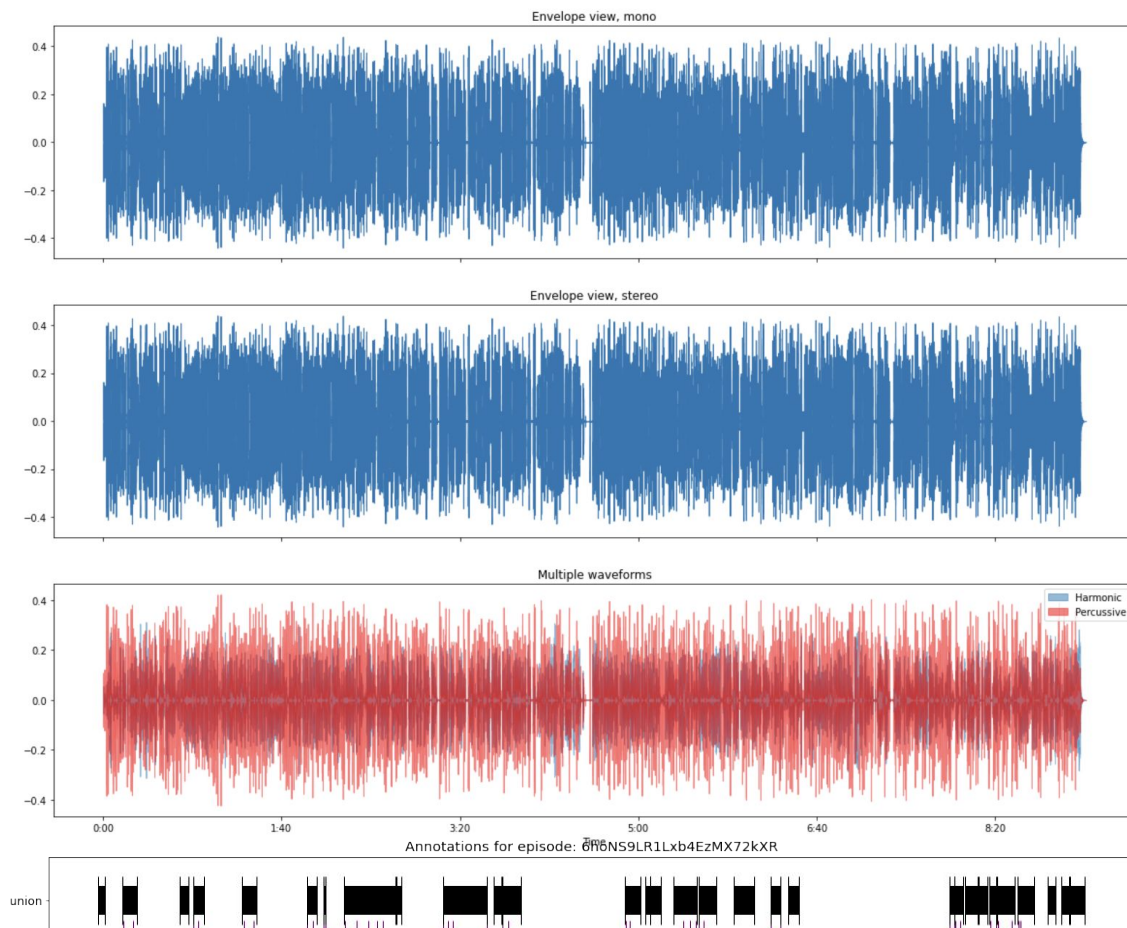 Envelope view, mono
0.4
0.2
0.0
−0.2
−0.4
Envelope view, stereo
0.4
0.2
0.0
−0.2
−0.4
Multiple waveforms
Harmonic
Percussive
0.4
0.2
0.0
−0.2
−0.4
0:00 1:40 3:20 5:00 6:40 8:20
Time
Annotations for episode: 6h6NS9LR1Lxb4EzMX72kXR
union